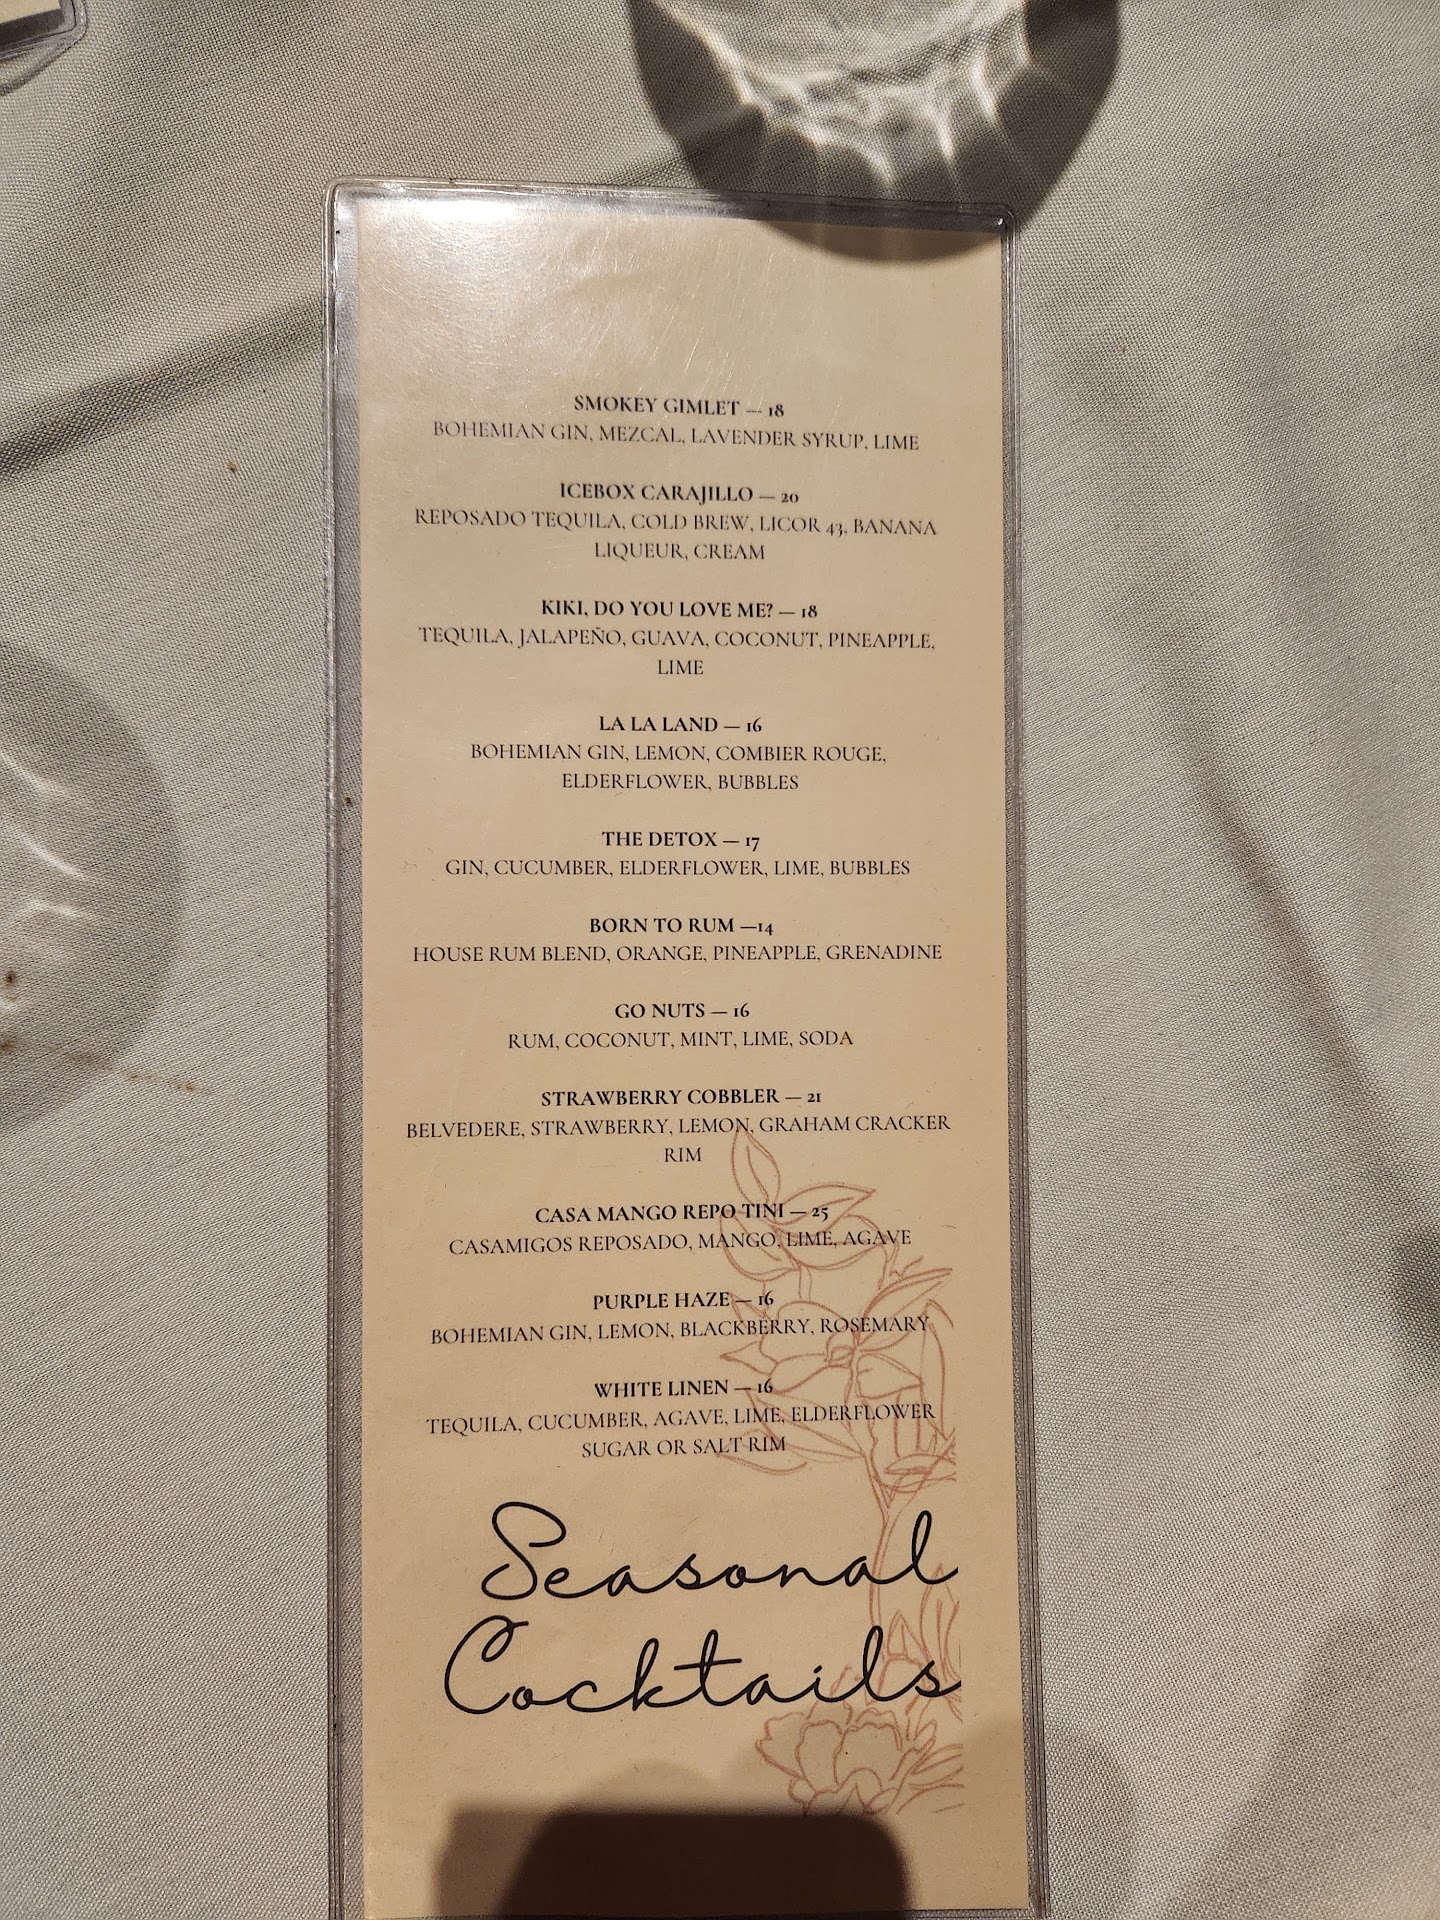 SMOKEY GIMLET — 18
BOHEMIAN GIN, MEZCAL, LAVENDER SYRUP, LIME
ICEBOX CARAJILLO — 20
REPOSADO TEQUILA, COLD BREW, LICOR 43, BANANA
LIQUEUR, CREAM
KIKI, DO YOU LOVE ME? — 18
TEQUILA, JALAPEÑO, GUAVA, COCONUT, PINEAPPLE,
LIME
LA LA LAND — 16
BOHEMIAN GIN, LEMON, COMBIER ROUGE,
ELDERFLOWER, BUBBLES
THE DETOX — 17
GIN, CUCUMBER, ELDERFLOWER, LIME, BUBBLES
BORN TO RUM —14
HOUSE RUM BLEND, ORANGE, PINEAPPLE, GRENADINE
GO NUTS — 16
RUM, COCONUT, MINT, LIME, SODA
STRAWBERRY COBBLER — 21
BELVEDERE, STRAWBERRY, LEMON, GRAHAM CRACKER
RIM
CASA MANGO REPO TINI — 25
CASAMIGOS REPOSADO, MANGO, LIME, AGAVE
PURPLE HAZE — 16
BOHEMIAN GIN, LEMON, BLACKBERRY, ROSEMARY
WHITE LINEN — 16
TEQUILA, CUCUMBER, AGAVE, LIME, ELDERFLOWER
SUGAR OR SALT RIM
Seasonal
Cocktails